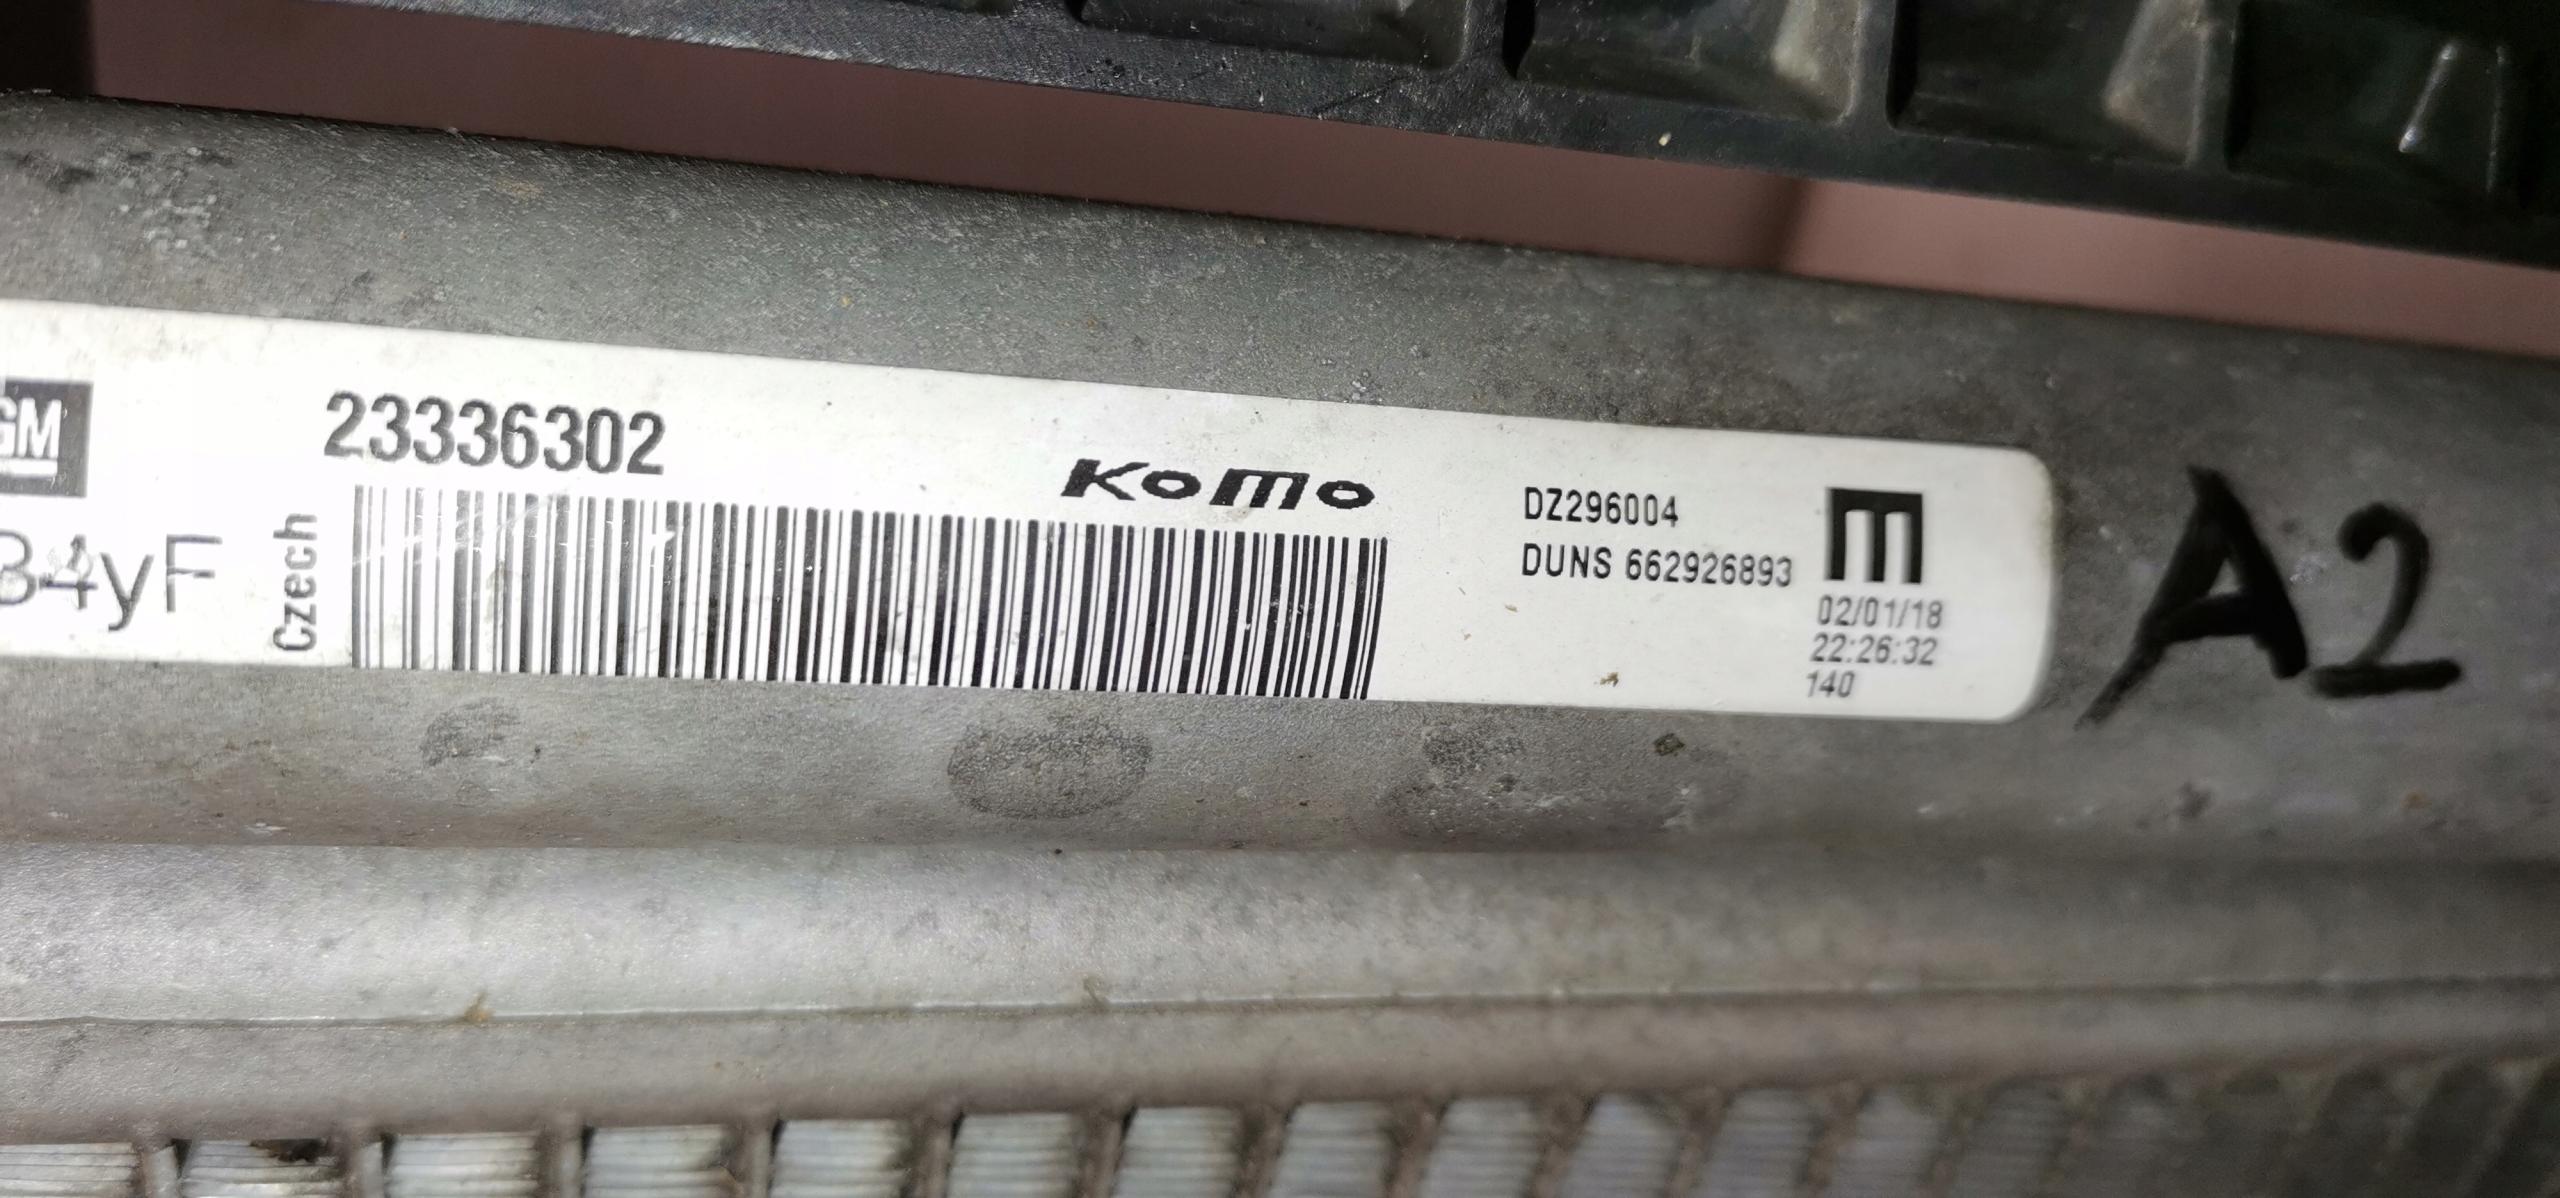 GM
23336302
34yF
Czech
KoMo
DZ296004
DUNS 662926893
E
02/01/18
22:26:32
140
A2